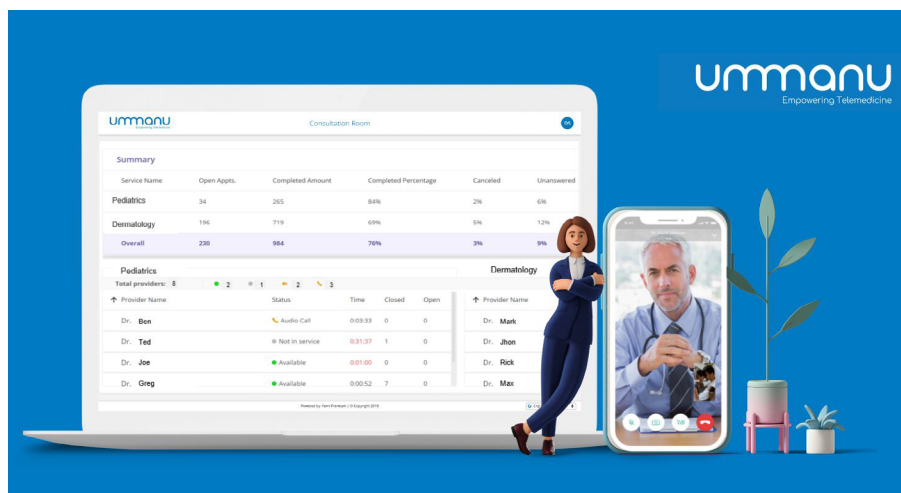 ummanu
Empowering Telemedicine
ummanu
Empowering Telemedicine
Consultation Room
Summary
Service Name Open Appts. Completed Amount Completed Percentage Canceled Unanswered
Pediatrics 34 265 84% 2% 6%
Dermatology 196 719 69% 5% 12%
Overall 230 984 76% 3% 9%
Pediatrics
Total providers: 8 2 1 2 3
↑ Provider Name Status Time Closed Open
Dr. Ben Audio Call 0:03:33 0 0
Dr. Ted Not in service 0:31:37 1 0
Dr. Joe Available 0:01:00 0 0
Dr. Greg Available 0:00:52 7 0
Dermatology
↑ Provider Name
Dr. Mark
Dr. Jhon
Dr. Rick
Dr. Max